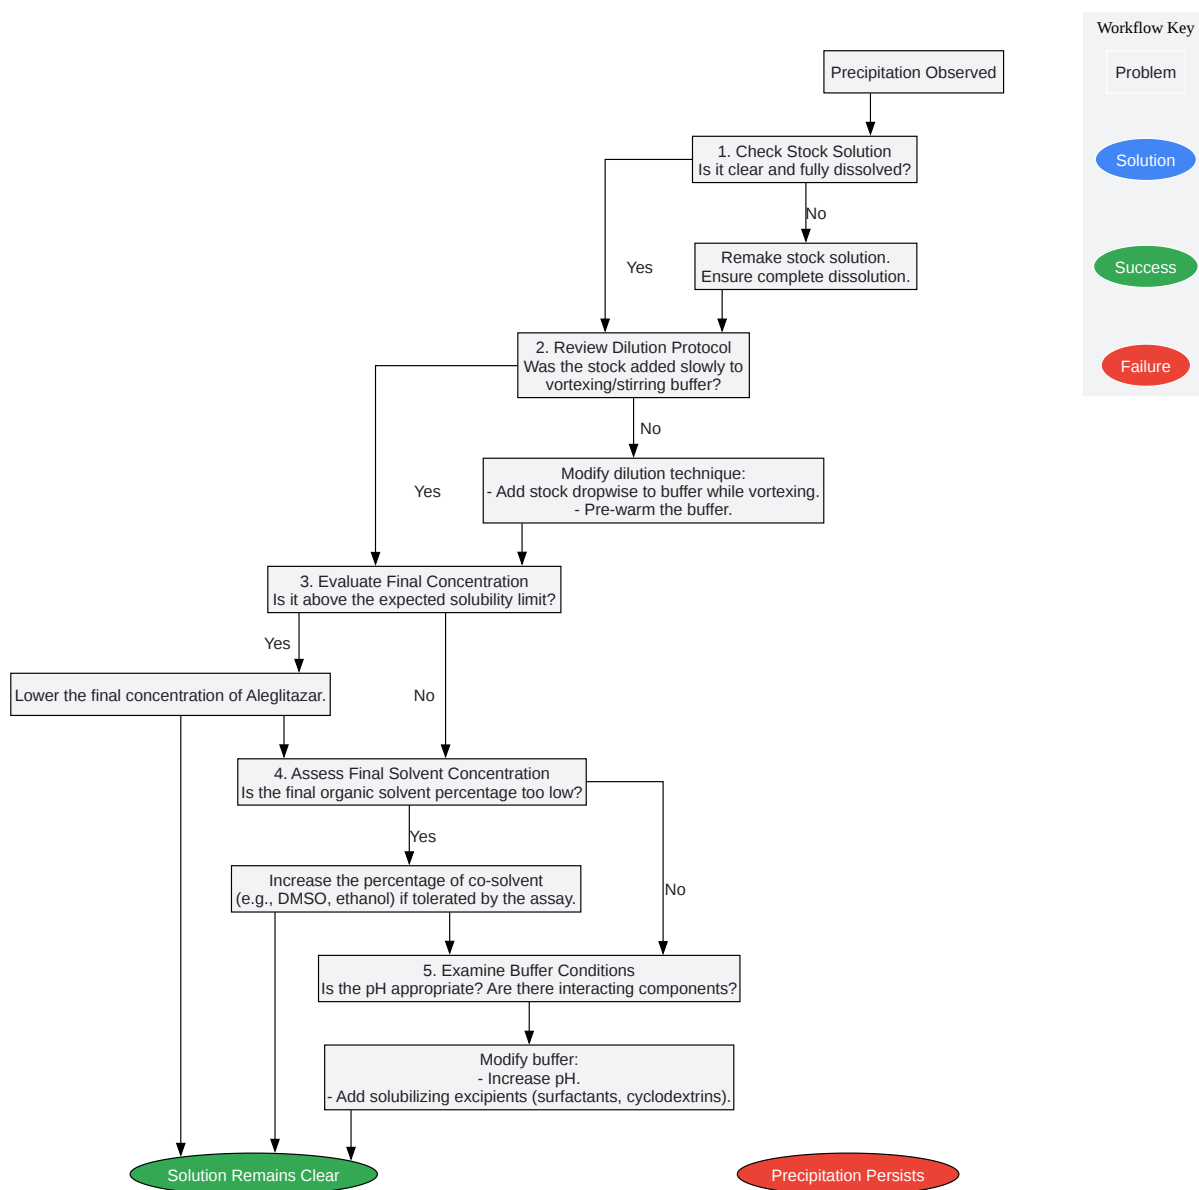 Workflow Key
Precipitation Observed
Problem
1. Check Stock Solution
Is it clear and fully dissolved?
Solution
No
Remake stock solution.
Ensure complete dissolution.
Yes
Success
2. Review Dilution Protocol
Was the stock added slowly to
vortexing/stirring buffer?
Failure
No
Modify dilution technique:
- Add stock dropwise to buffer while vortexing.
- Pre-warm the buffer.
Yes
3. Evaluate Final Concentration
Is it above the expected solubility limit?
Yes
Lower the final concentration of Aleglitazar.
No
4. Assess Final Solvent Concentration
Is the final organic solvent percentage too low?
Yes
Increase the percentage of co-solvent
(e.g., DMSO, ethanol) if tolerated by the assay.
No
5. Examine Buffer Conditions
Is the pH appropriate? Are there interacting components?
Modify buffer:
- Increase pH.
- Add solubilizing excipients (surfactants, cyclodextrins).
Solution Remains Clear
Precipitation Persists